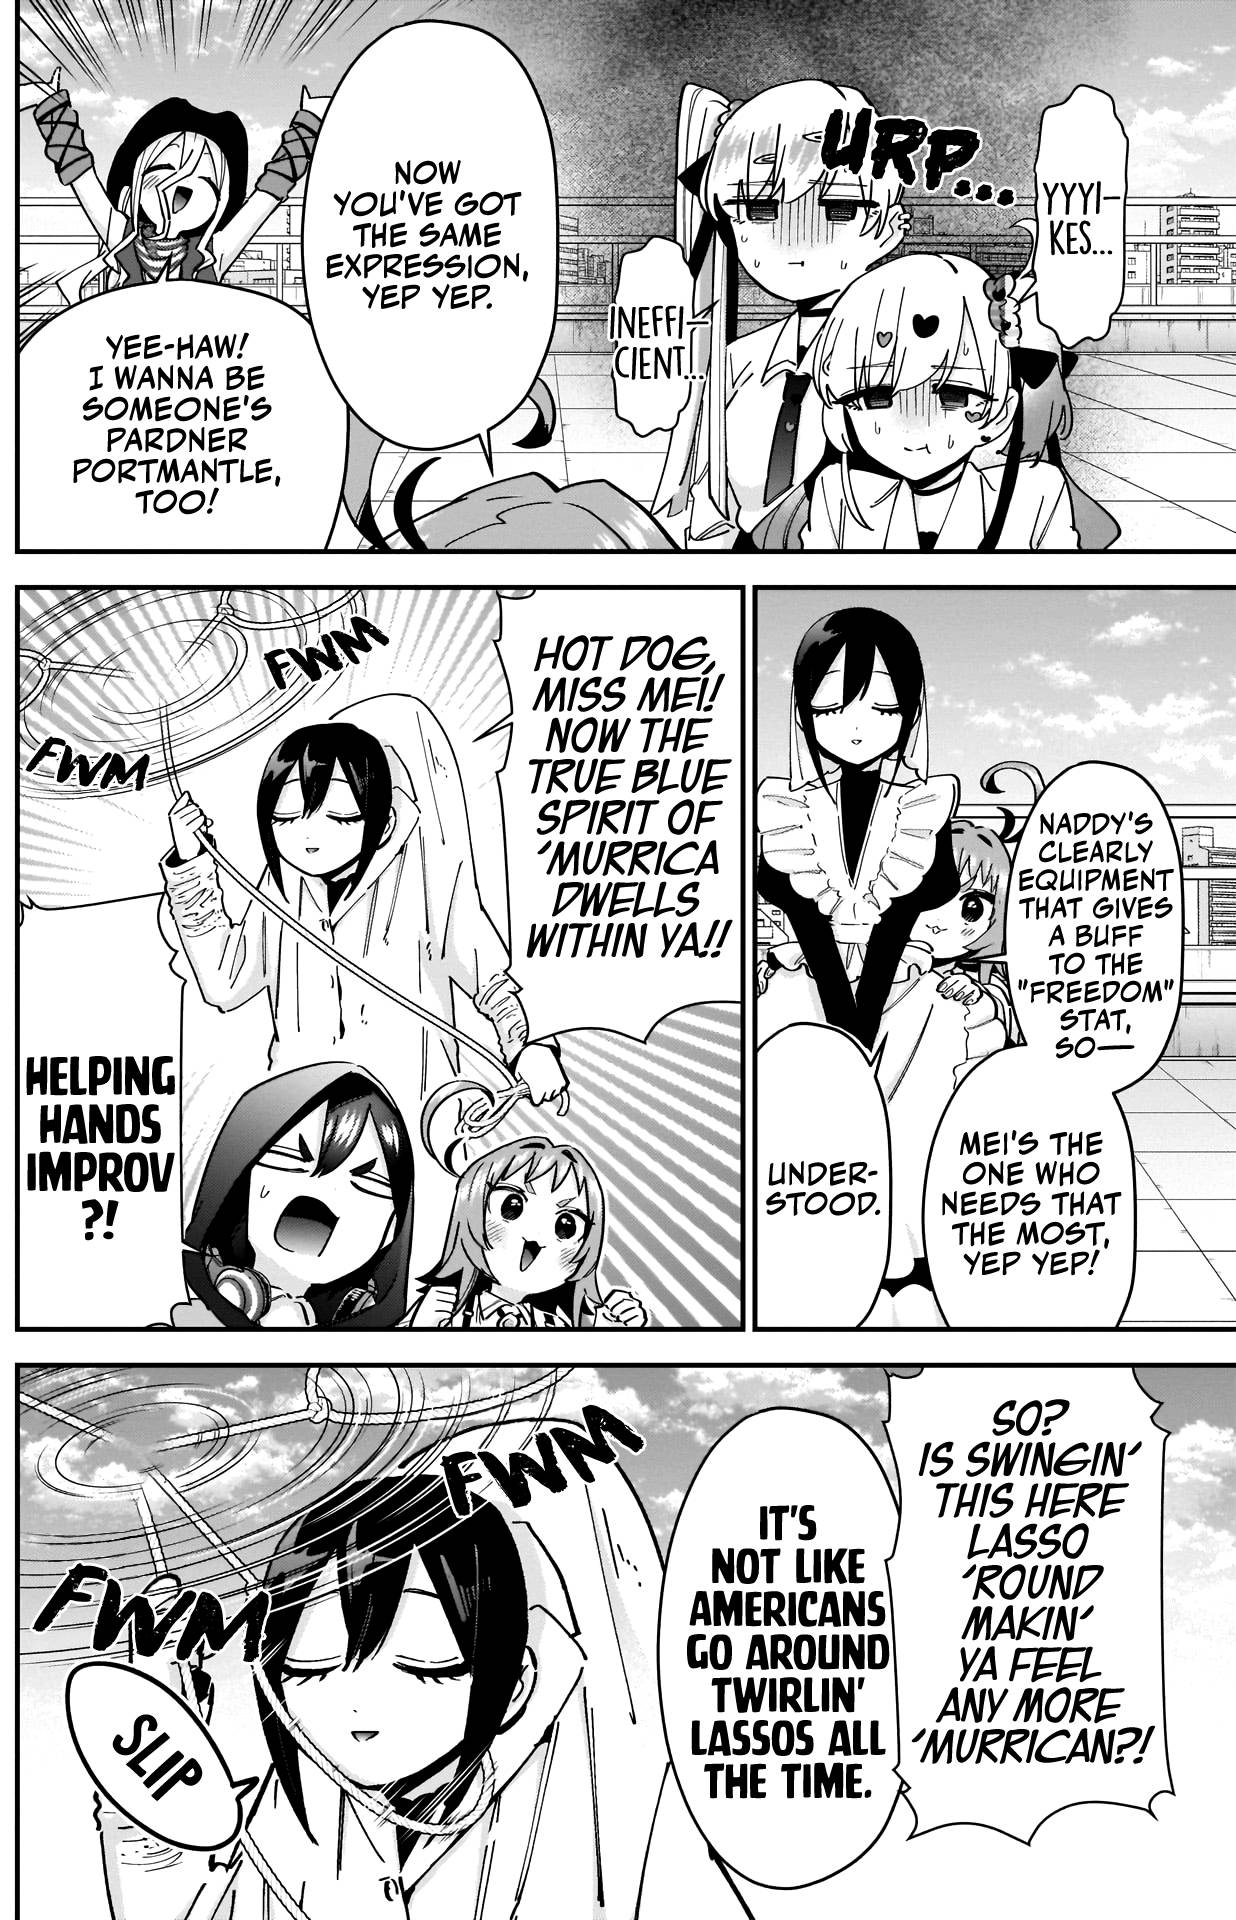 URP...
YYYI-
KES...
INEFFI-
CIENT...
NOW
YOU'VE GOT
THE SAME
EXPRESSION,
YEP YEP.
YEE-HAW!
I WANNA BE
SOMEONE'S
PARDNER
PORTMANTLE,
TOO!
NADDY'S
CLEARLY
EQUIPMENT
THAT GIVES
A BUFF
TO THE
"FREEDOM"
STAT,
SO—
MEI'S THE
ONE WHO
NEEDS THAT
THE MOST,
YEP YEP!
UNDER-
STOOD.
HOT DOG,
MISS MEI!
NOW THE
TRUE BLUE
SPIRIT OF
'MURRICA
DWELLS
WITHIN YA!!
FWM
FWM
HELPING
HANDS
IMPROV
?!
SO?
IS SWINGIN'
THIS HERE
LASSO
'ROUND
MAKIN'
YA FEEL
ANY MORE
'MURRICAN?!
IT'S
NOT LIKE
AMERICANS
GO AROUND
TWIRLIN'
LASSOS ALL
THE TIME.
FWM
FWM
SLIP